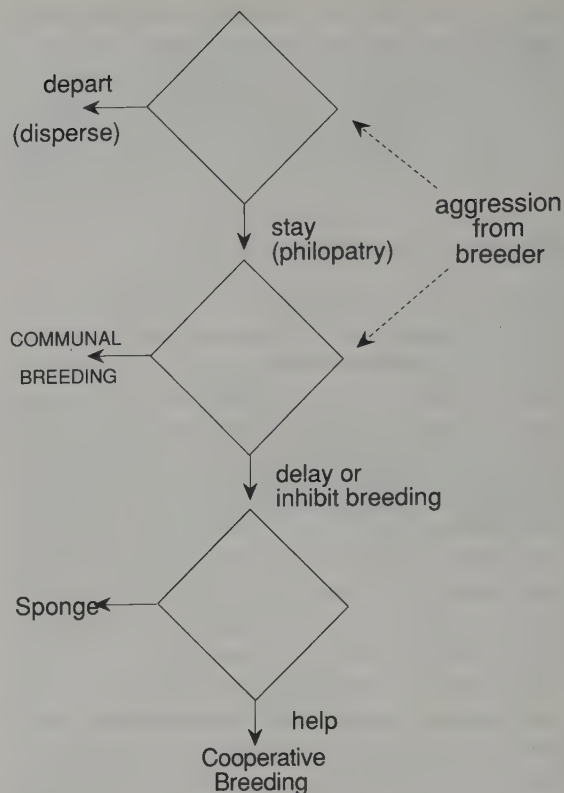 depart
(disperse)
aggression
from
breeder
stay
(philopatry)
COMMUNAL
BREEDING
delay or
inhibit breeding
Sponge
help
Cooperative
Breeding